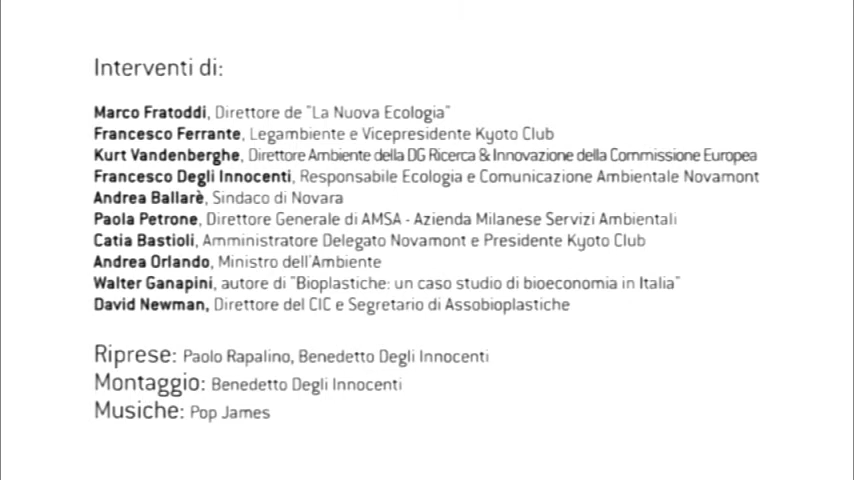 Interventi di:
Marco Fratoddi, Direttore de "La Nuova Ecologia"
Francesco Ferrante, Legambiente e Vicepresidente Kyoto Club
Kurt Vandenberghe, Direttore Ambiente della DG Ricerca & Innovazione della Commissione Europea
Francesco Degli Innocenti, Responsabile Ecologia e Comunicazione Ambientale Novamont
Andrea Ballarè, Sindaco di Novara
Paola Petrone, Direttore Generale di AMSA - Azienda Milanese Servizi Ambientali
Catia Bastioli, Amministratore Delegato Novamont e Presidente Kyoto Club
Andrea Orlando, Ministro dell'Ambiente
Walter Ganapini, autore di "Bioplastiche: un caso studio di bioeconomia in Italia"
David Newman, Direttore del CIC e Segretario di Assobioplastiche
Riprese: Paolo Rapalino, Benedetto Degli Innocenti
Montaggio: Benedetto Degli Innocenti
Musiche: Pop James